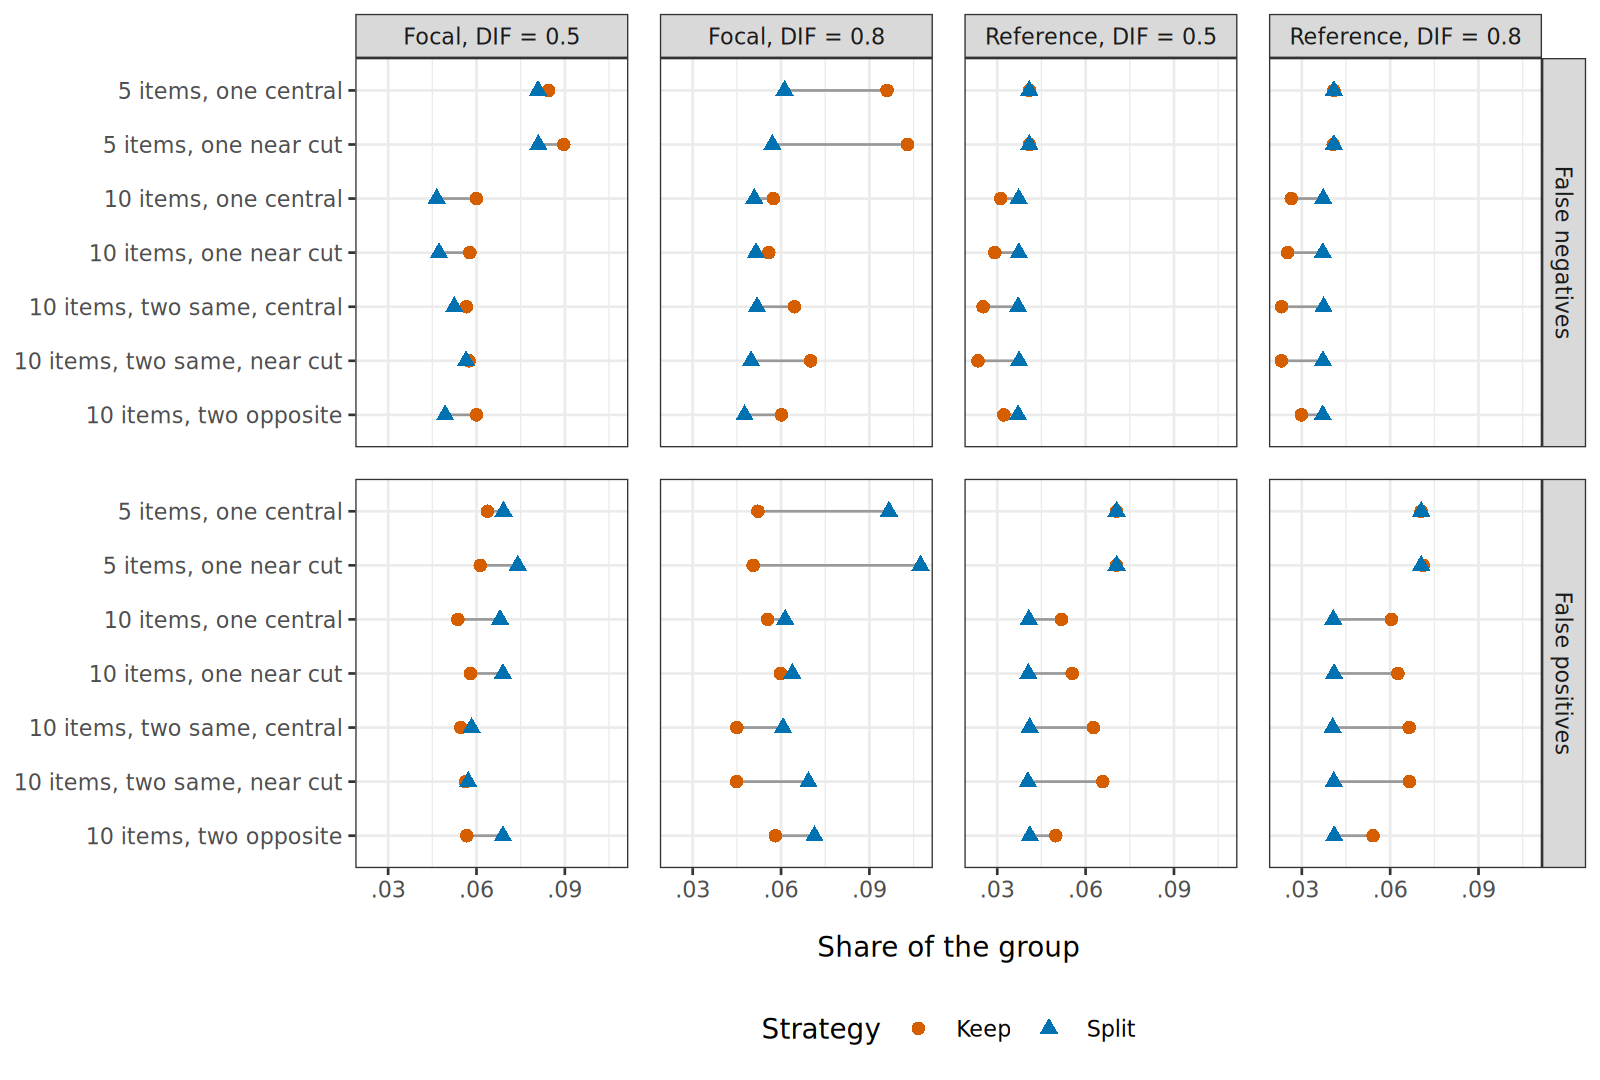 Focal, DIF = 0.5
Focal, DIF = 0.8
Reference, DIF = 0.5
Reference, DIF = 0.8
5 items, one central
5 items, one near cut
10 items, one central
10 items, one near cut
10 items, two same, central
10 items, two same, near cut
10 items, two opposite
False negatives
5 items, one central
5 items, one near cut
10 items, one central
10 items, one near cut
10 items, two same, central
10 items, two same, near cut
10 items, two opposite
False positives
.03 .06 .09 .03 .06 .09 .03 .06 .09 .03 .06 .09
Share of the group
Strategy Keep Split